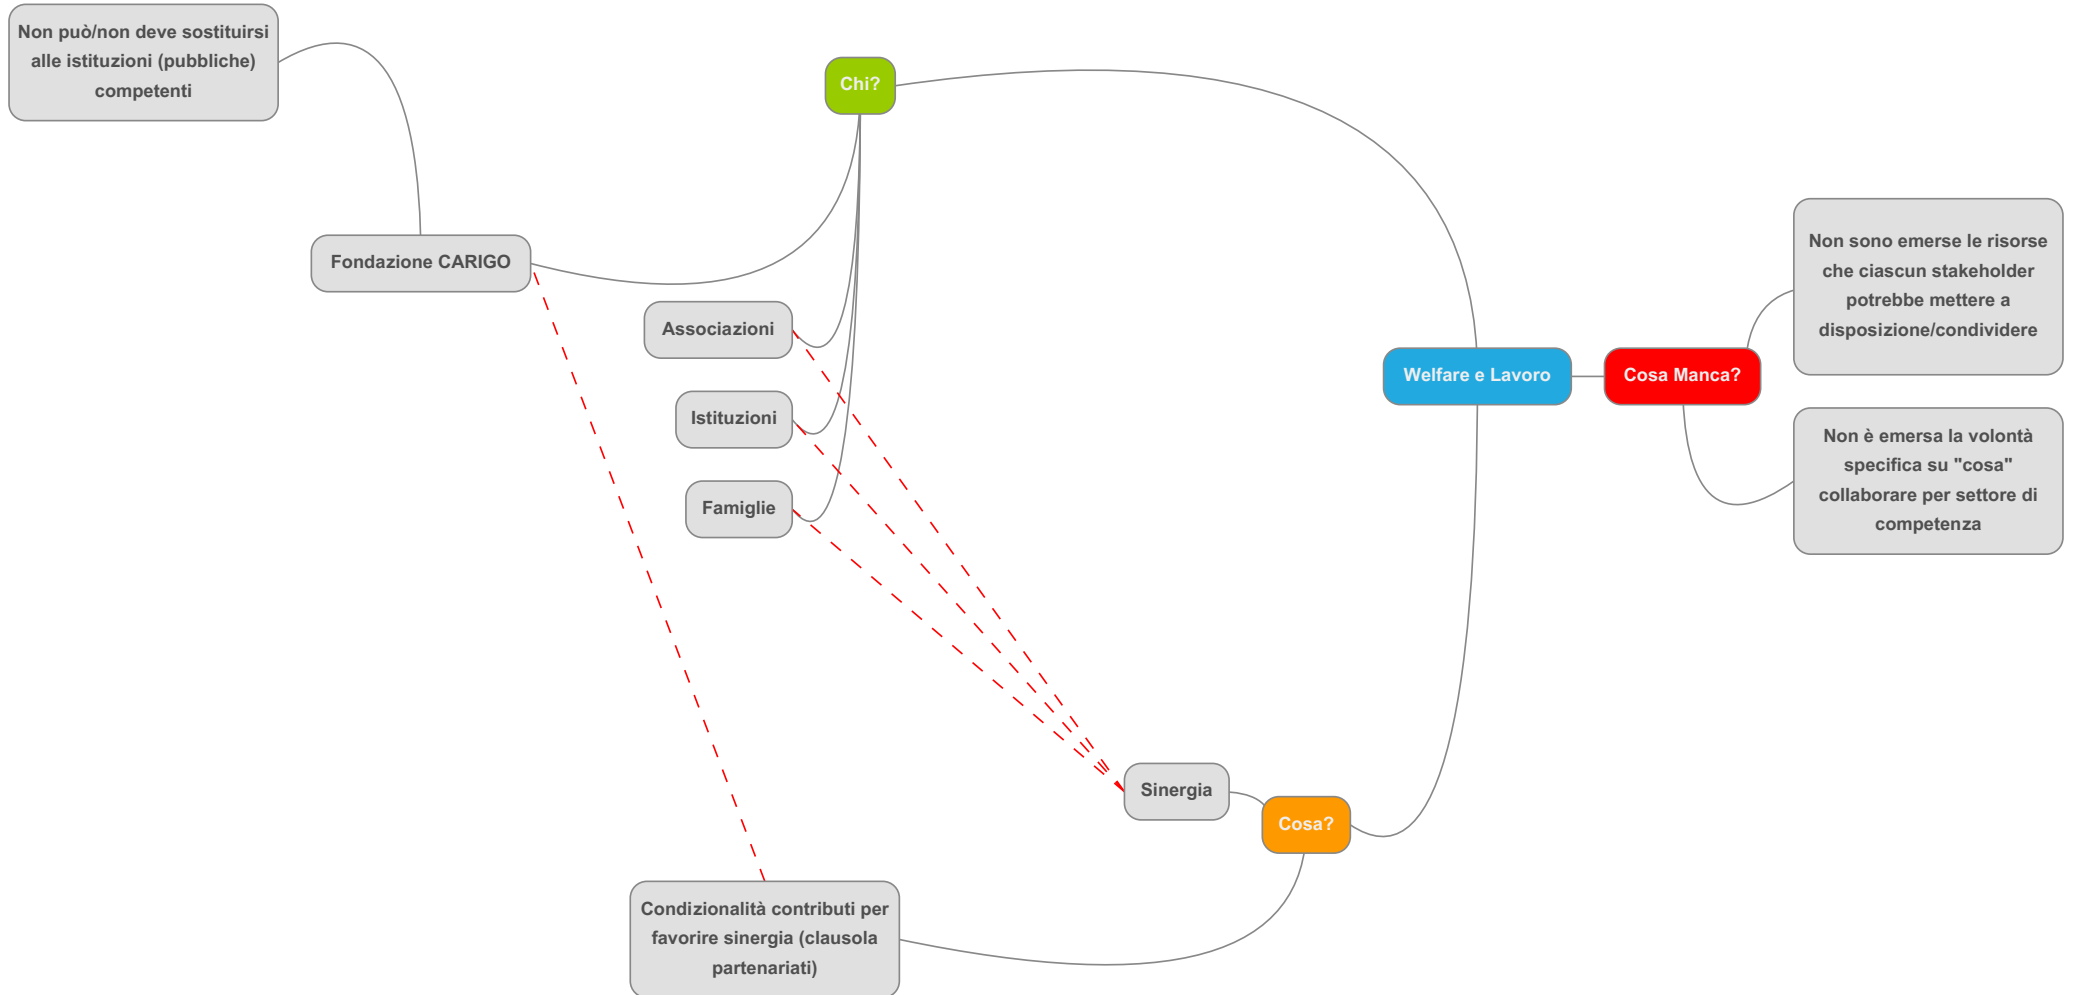 Non può/non deve sostituirsi
alle istituzioni (pubbliche)
competenti
Chi?
Fondazione CARIGO
Associazioni
Istituzioni
Famiglie
Welfare e Lavoro
Cosa Manca?
Non sono emerse le risorse
che ciascun stakeholder
potrebbe mettere a
disposizione/condividere
Non è emersa la volontà
specifica su "cosa"
collaborare per settore di
competenza
Sinergia
Cosa?
Condizionalità contributi per
favorire sinergia (clausola
partenariati)